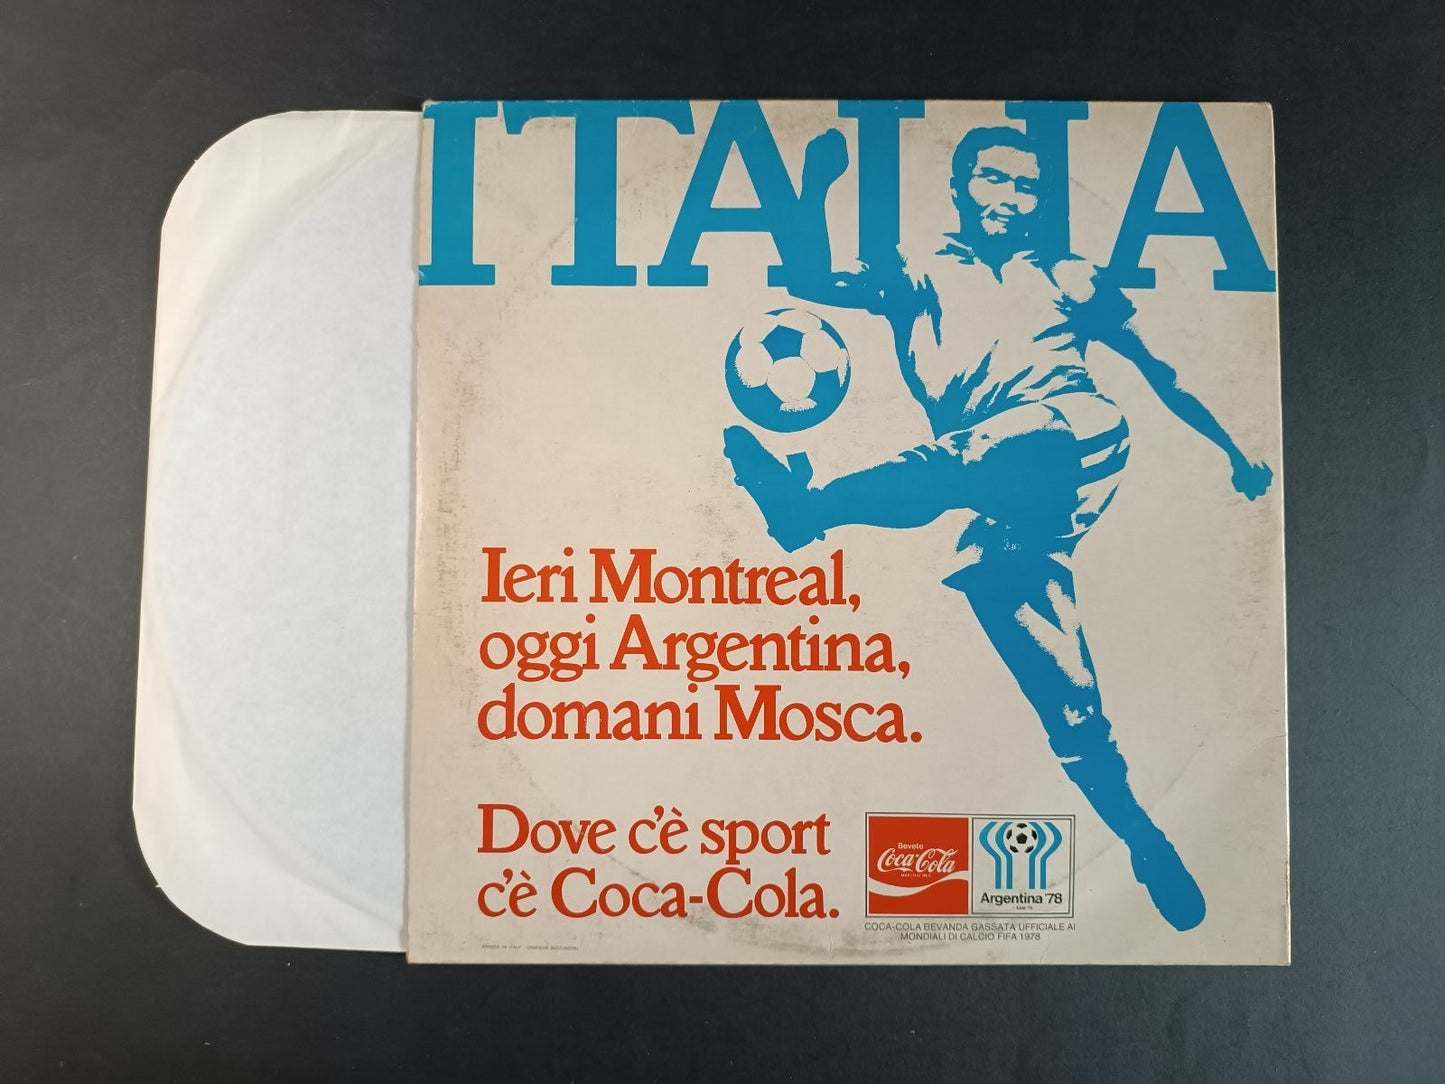 ITALIA
Ieri Montreal,
oggi Argentina,
domani Mosca.
Dove c'è sport
c'è Coca-Cola.
Bevete
Coca-Cola
Argentina '78
COCA-COLA BEVANDA GASSATA UFFICIALE AI
MONDIALI DI CALCIO FIFA 1978